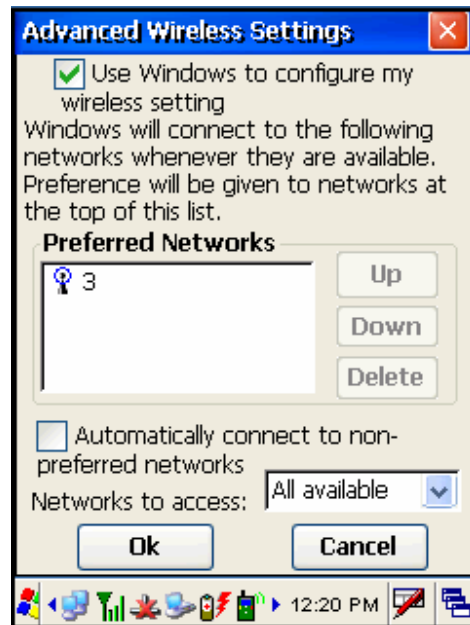 Advanced Wireless Settings
Use Windows to configure my
wireless setting
Windows will connect to the following
networks whenever they are available.
Preference will be given to networks at
the top of this list.
Preferred Networks
3
Up
Down
Delete
Automatically connect to non-
preferred networks
Networks to access: All available
Ok Cancel
12:20 PM